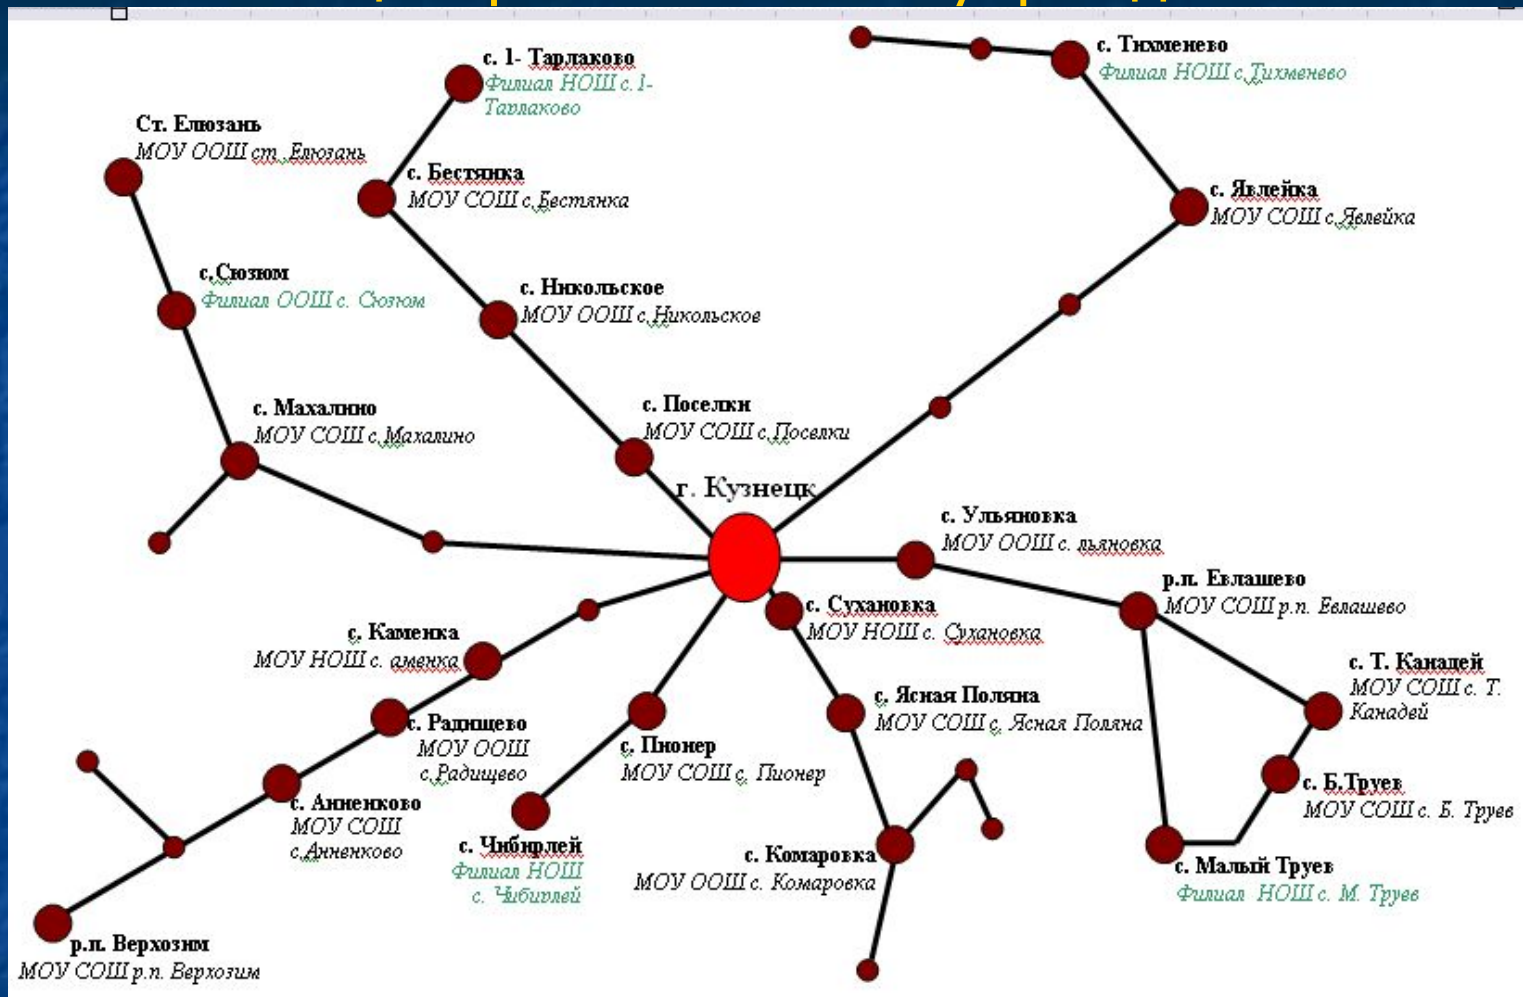 с. 1- Тарлаково
Филиал НОШ с. 1-
Тарлаково
с. Тихменево
Филиал НОШ с.Тихменево
Ст. Елюзань
МОУ ООШ ст. Елюзань
с. Бестянка
МОУ СОШ с.Бестянка
с. Явлейка
МОУ СОШ с.Явлейка
с.Сюзюм
Филиал ООШ с. Сюзюм
с. Никольское
МОУ ООШ с.Никольское
с. Махалино
МОУ СОШ с.Махалино
с. Поселки
МОУ СОШ с.Поселки
г. Кузнецк
с. Ульяновка
МОУ ООШ с. льяновка
р.п. Евлашево
МОУ СОШ р.п. Евлашево
с. Сухановка
МОУ НОШ с. Сухановка
с. Каменка
МОУ НОШ с. аменка
с. Т. Канадей
МОУ СОШ с. Т.
Канадей
с. Радищево
МОУ ООШ
с.Радищево
с. Ясная Поляна
МОУ СОШ с. Ясная Поляна
с. Пионер
МОУ СОШ с. Пионер
с. Б.Труев
МОУ СОШ с. Б. Труев
с. Анненково
МОУ СОШ
с.Анненково
с. Чибирлей
Филиал НОШ
с. Чибирлей
с. Комаровка
МОУ ООШ с. Комаровка
с. Малый Труев
Филиал НОШ с. М. Труев
р.п. Верхозим
МОУ СОШ р.п. Верхозим